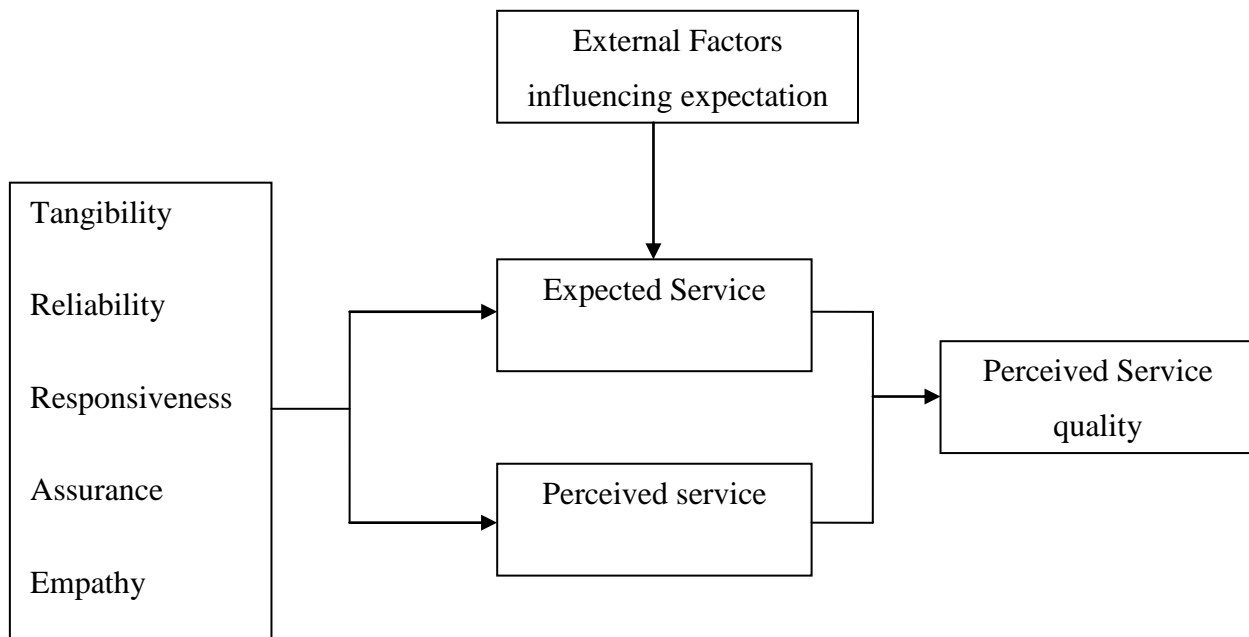 External Factors
influencing expectation
Tangibility
Reliability
Responsiveness
Assurance
Empathy
Expected Service
Perceived service
Perceived Service
quality